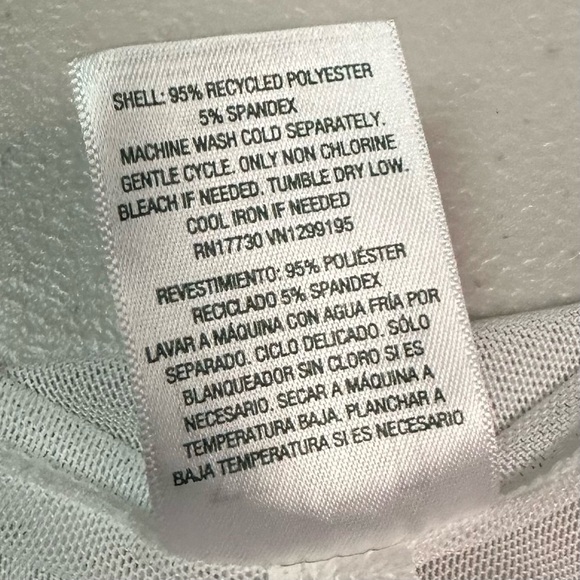 SHELL: 95% RECYCLED POLYESTER
5% SPANDEX
MACHINE WASH COLD SEPARATELY.
GENTLE CYCLE. ONLY NON CHLORINE
BLEACH IF NEEDED. TUMBLE DRY LOW.
COOL IRON IF NEEDED
RN17730 VN1299195
REVESTIMIENTO: 95% POLIÉSTER
RECICLADO 5% SPANDEX
LAVAR A MÁQUINA CON AGUA FRÍA POR
SEPARADO. CICLO DELICADO. SÓLO
BLANQUEADOR SIN CLORO SI ES
NECESARIO. SECAR A MÁQUINA A
TEMPERATURA BAJA. PLANCHAR A
BAJA TEMPERATURA SI ES NECESARIO